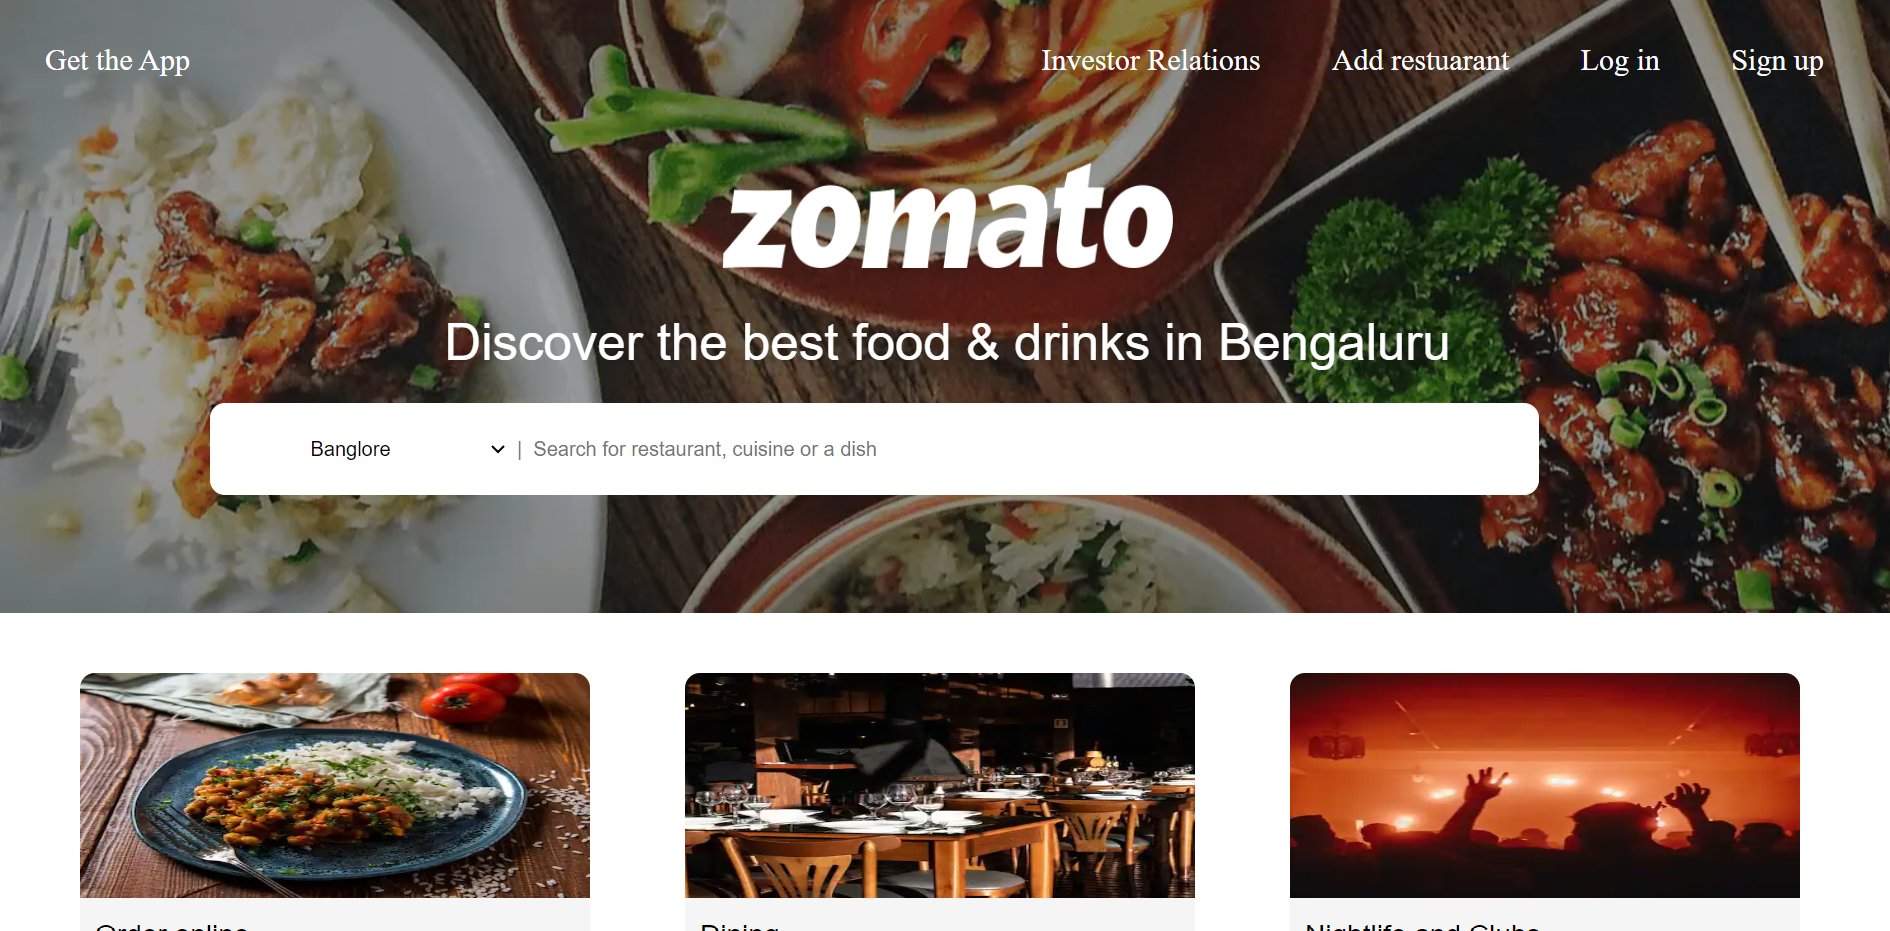 Get the App
Investor Relations
Add restuarant
Log in
Sign up
zomato
Discover the best food & drinks in Bengaluru
Banglore | Search for restaurant, cuisine or a dish
Order online
Dining
Nightlife and Clubs